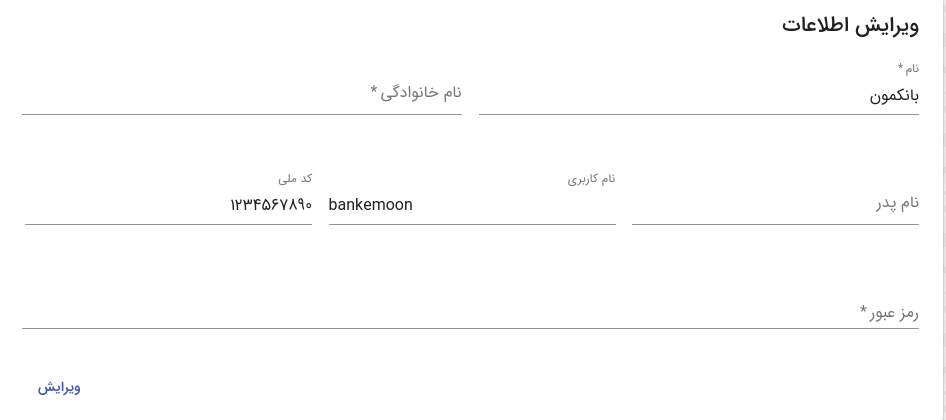 ویرایش اطلاعات
نام *
بانکمون
نام خانوادگی *
نام پدر
نام کاربری
bankemoon
کد ملی
۱۲۳۴۵۶۷۸۹۰
رمز عبور *
ویرایش